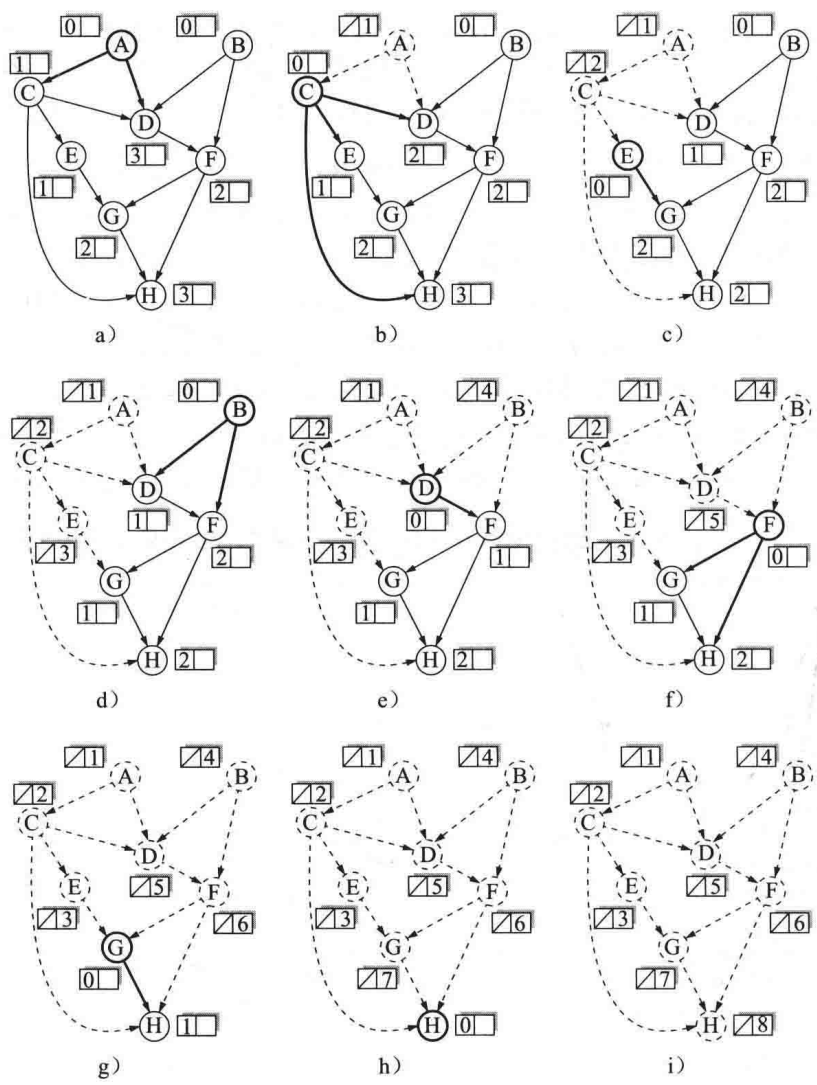 0 0
A B
1
C
D
E 3 F
1 2
G
2
H 3
a）
1 0
A B
0
C
D
E 2 F
1 2
G
2
H 3
b）
1 0
A B
2
C
D
E 1 F
0 2
G
2
H 2
c）
1 0
A B
2
C
D
E 1 F
3 2
G
1
H 2
d）
1 4
A B
2
C
D
E 0 F
3 1
G
1
H 2
e）
1 4
A B
2
C
D
E 5 F
3 0
G
1
H 2
f）
1 4
A B
2
C
D
E 5 F
3 6
G
0
H 1
g）
1 4
A B
2
C
D
E 5 F
3 6
G
7
H 0
h）
1 4
A B
2
C
D
E 5 F
3 6
G
7
H 8
i）